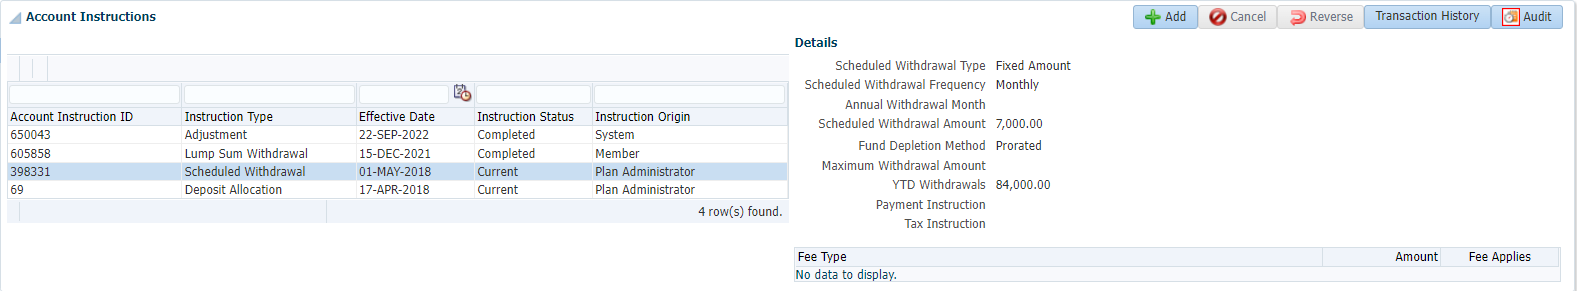 Account Instructions
Add Cancel Reverse Transaction History Audit
Account Instruction ID Instruction Type Effective Date Instruction Status Instruction Origin
650043 Adjustment 22-SEP-2022 Completed System
605858 Lump Sum Withdrawal 15-DEC-2021 Completed Member
398331 Scheduled Withdrawal 01-MAY-2018 Current Plan Administrator
69 Deposit Allocation 17-APR-2018 Current Plan Administrator
4 row(s) found.
Details
Scheduled Withdrawal Type Fixed Amount
Scheduled Withdrawal Frequency Monthly
Annual Withdrawal Month
Scheduled Withdrawal Amount 7,000.00
Fund Depletion Method Prorated
Maximum Withdrawal Amount
YTD Withdrawals 84,000.00
Payment Instruction
Tax Instruction
Fee Type Amount Fee Applies
No data to display.